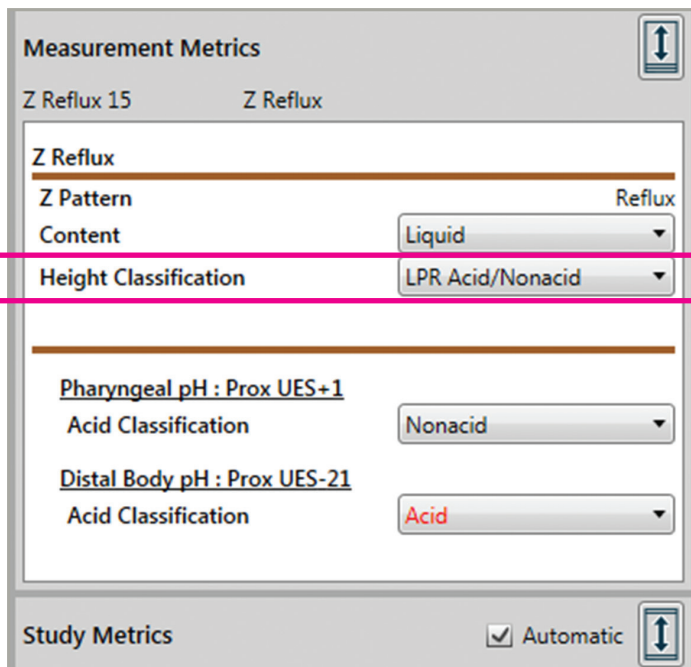 Measurement Metrics
Z Reflux 15 Z Reflux
Z Reflux
Z Pattern Reflux
Content Liquid
Height Classification LPR Acid/Nonacid
Pharyngeal pH : Prox UES+1
Acid Classification Nonacid
Distal Body pH : Prox UES-21
Acid Classification Acid
Study Metrics Automatic